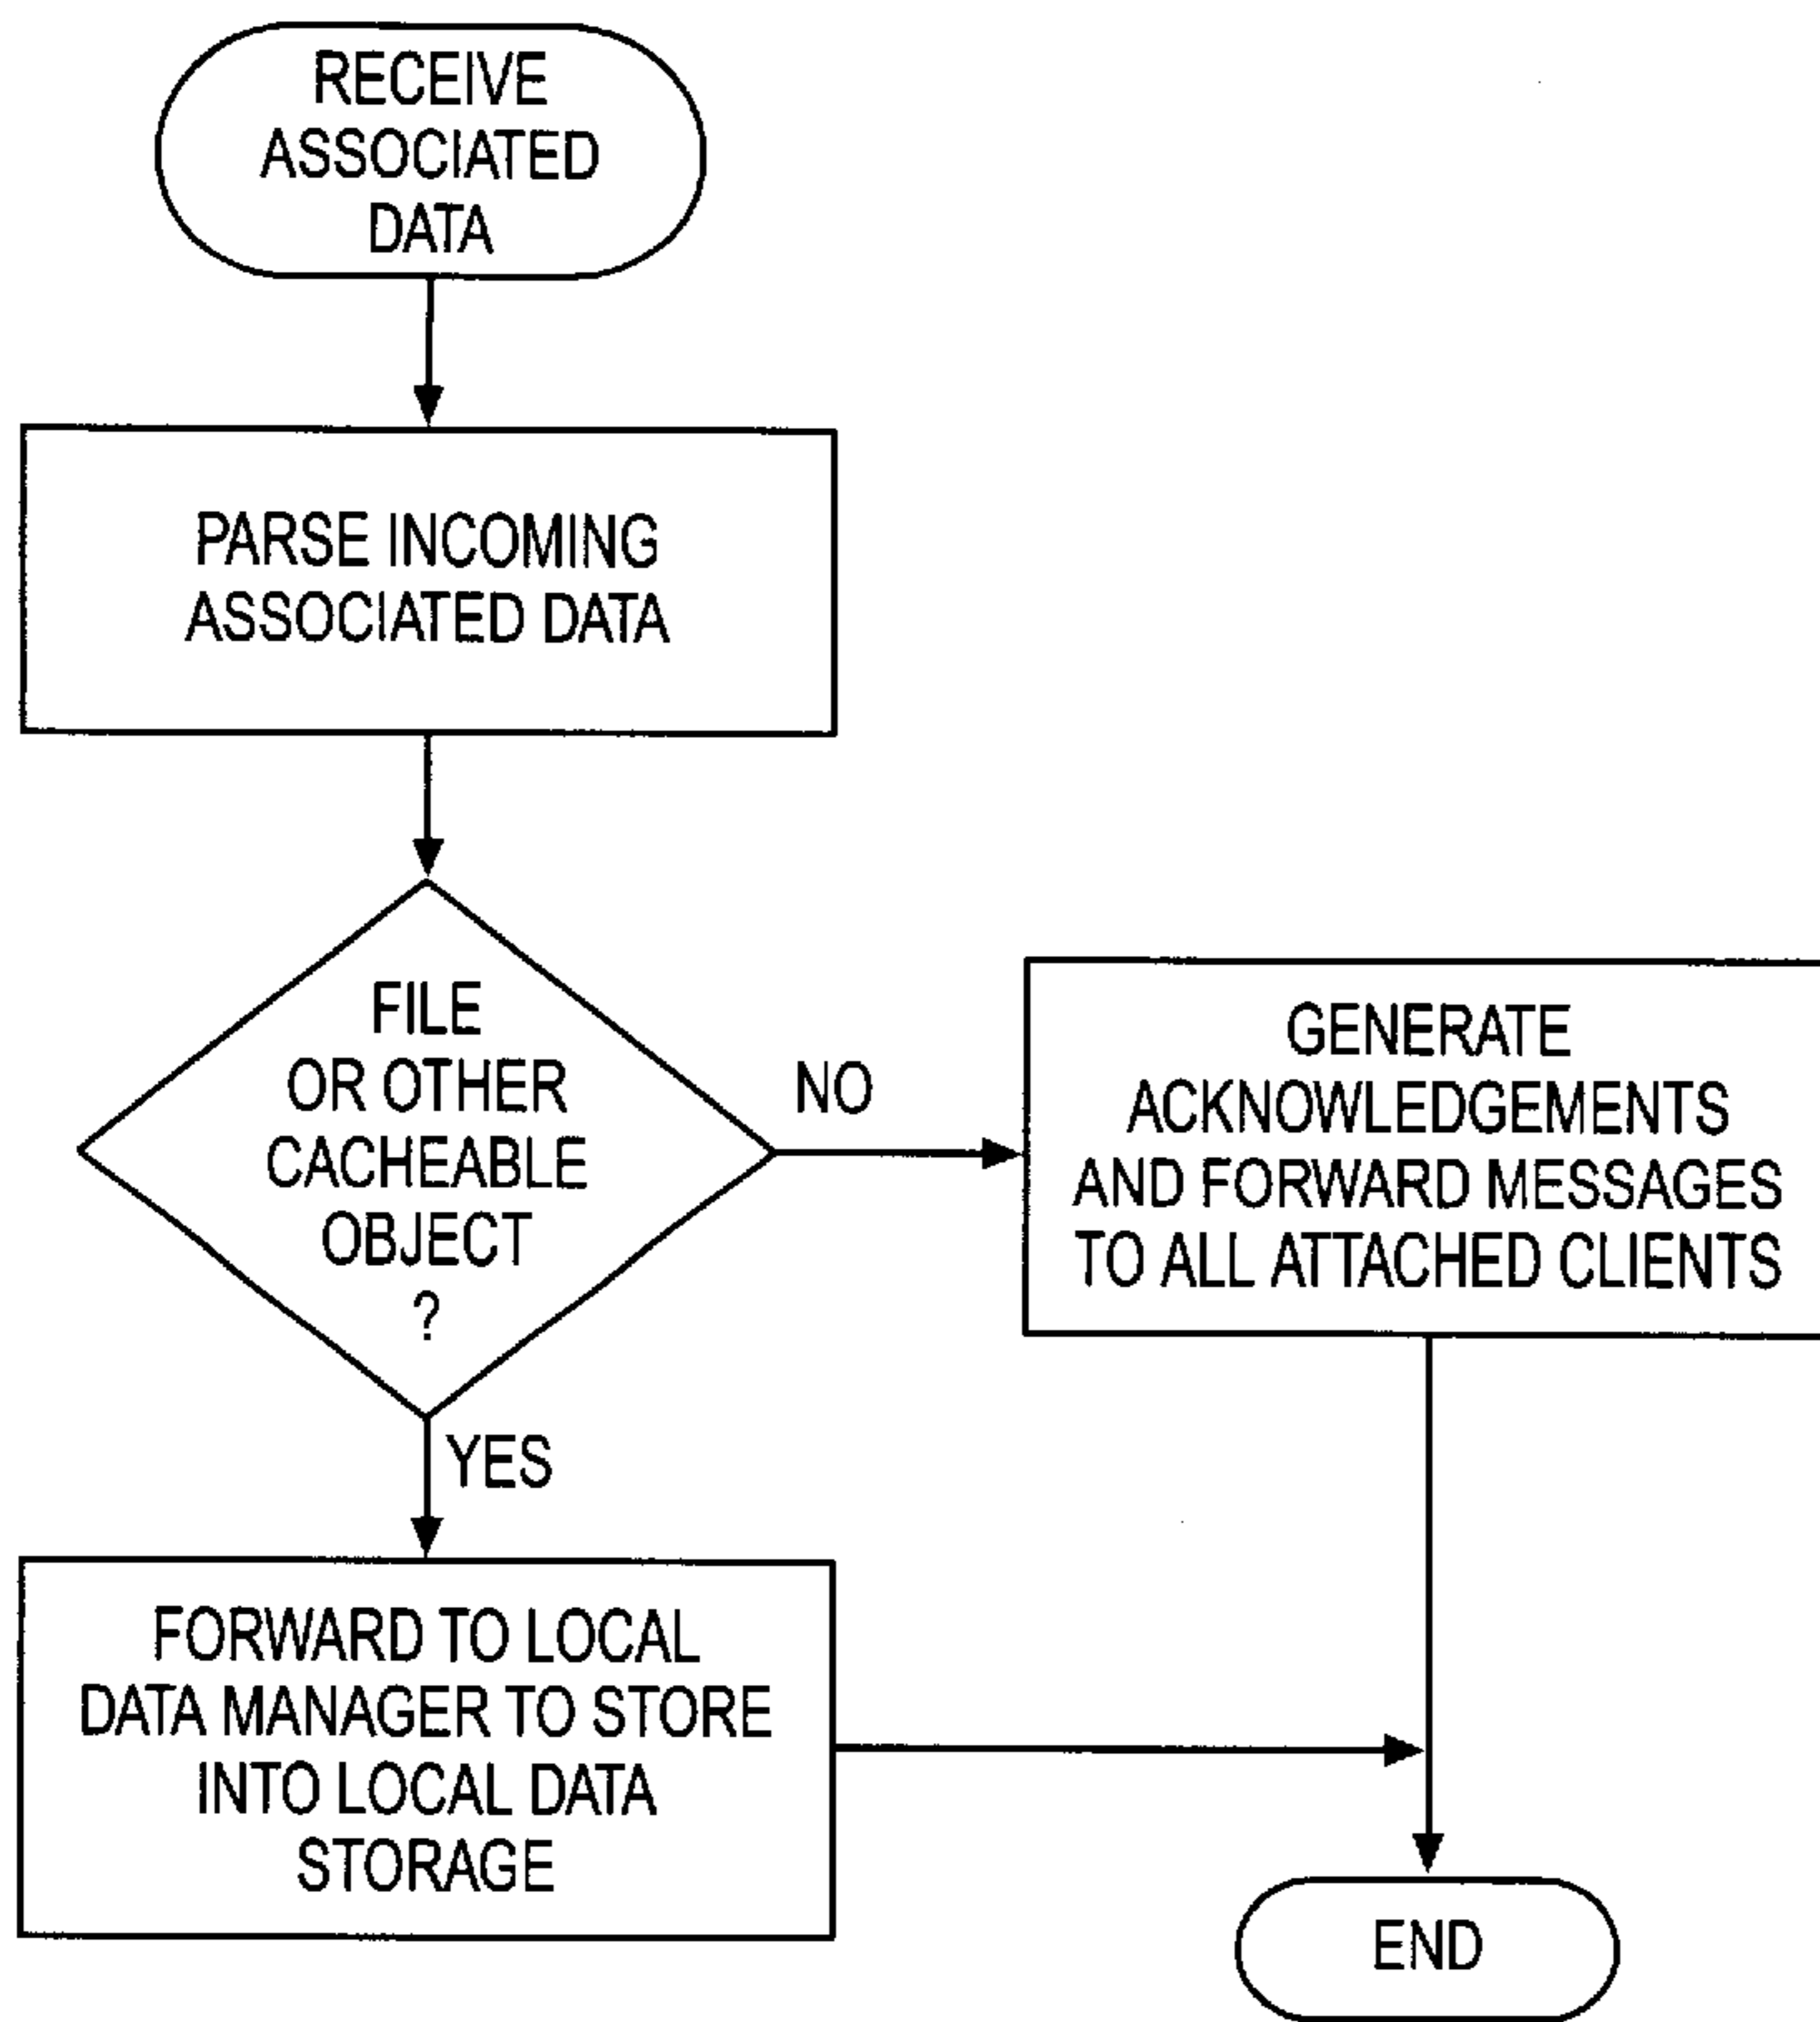 RECEIVE
ASSOCIATED
DATA
PARSE INCOMING
ASSOCIATED DATA
FILE
OR OTHER
CACHEABLE
OBJECT
?
NO
GENERATE
ACKNOWLEDGEMENTS
AND FORWARD MESSAGES
TO ALL ATTACHED CLIENTS
YES
FORWARD TO LOCAL
DATA MANAGER TO STORE
INTO LOCAL DATA
STORAGE
END